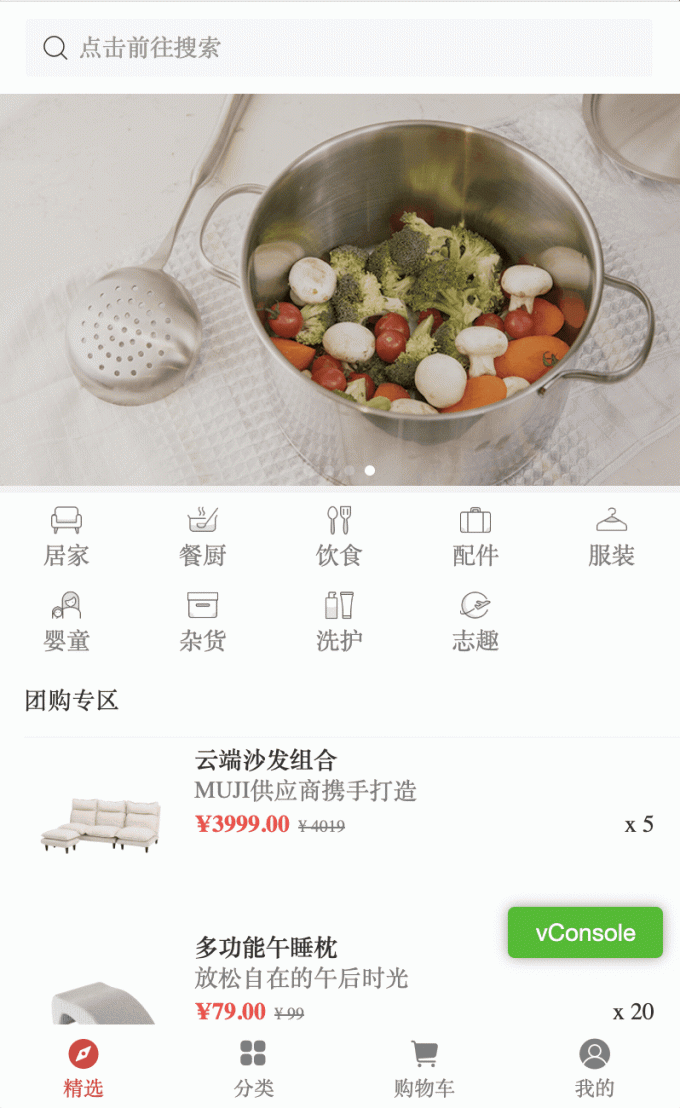 点击前往搜索
居家 餐厨 饮食 配件 服装
婴童 杂货 洗护 志趣
团购专区
云端沙发组合
MUJI供应商携手打造
¥3999.00 ¥ 4019 x 5
vConsole
多功能午睡枕
放松自在的午后时光
¥79.00 ¥ 99 x 20
精选 分类 购物车 我的